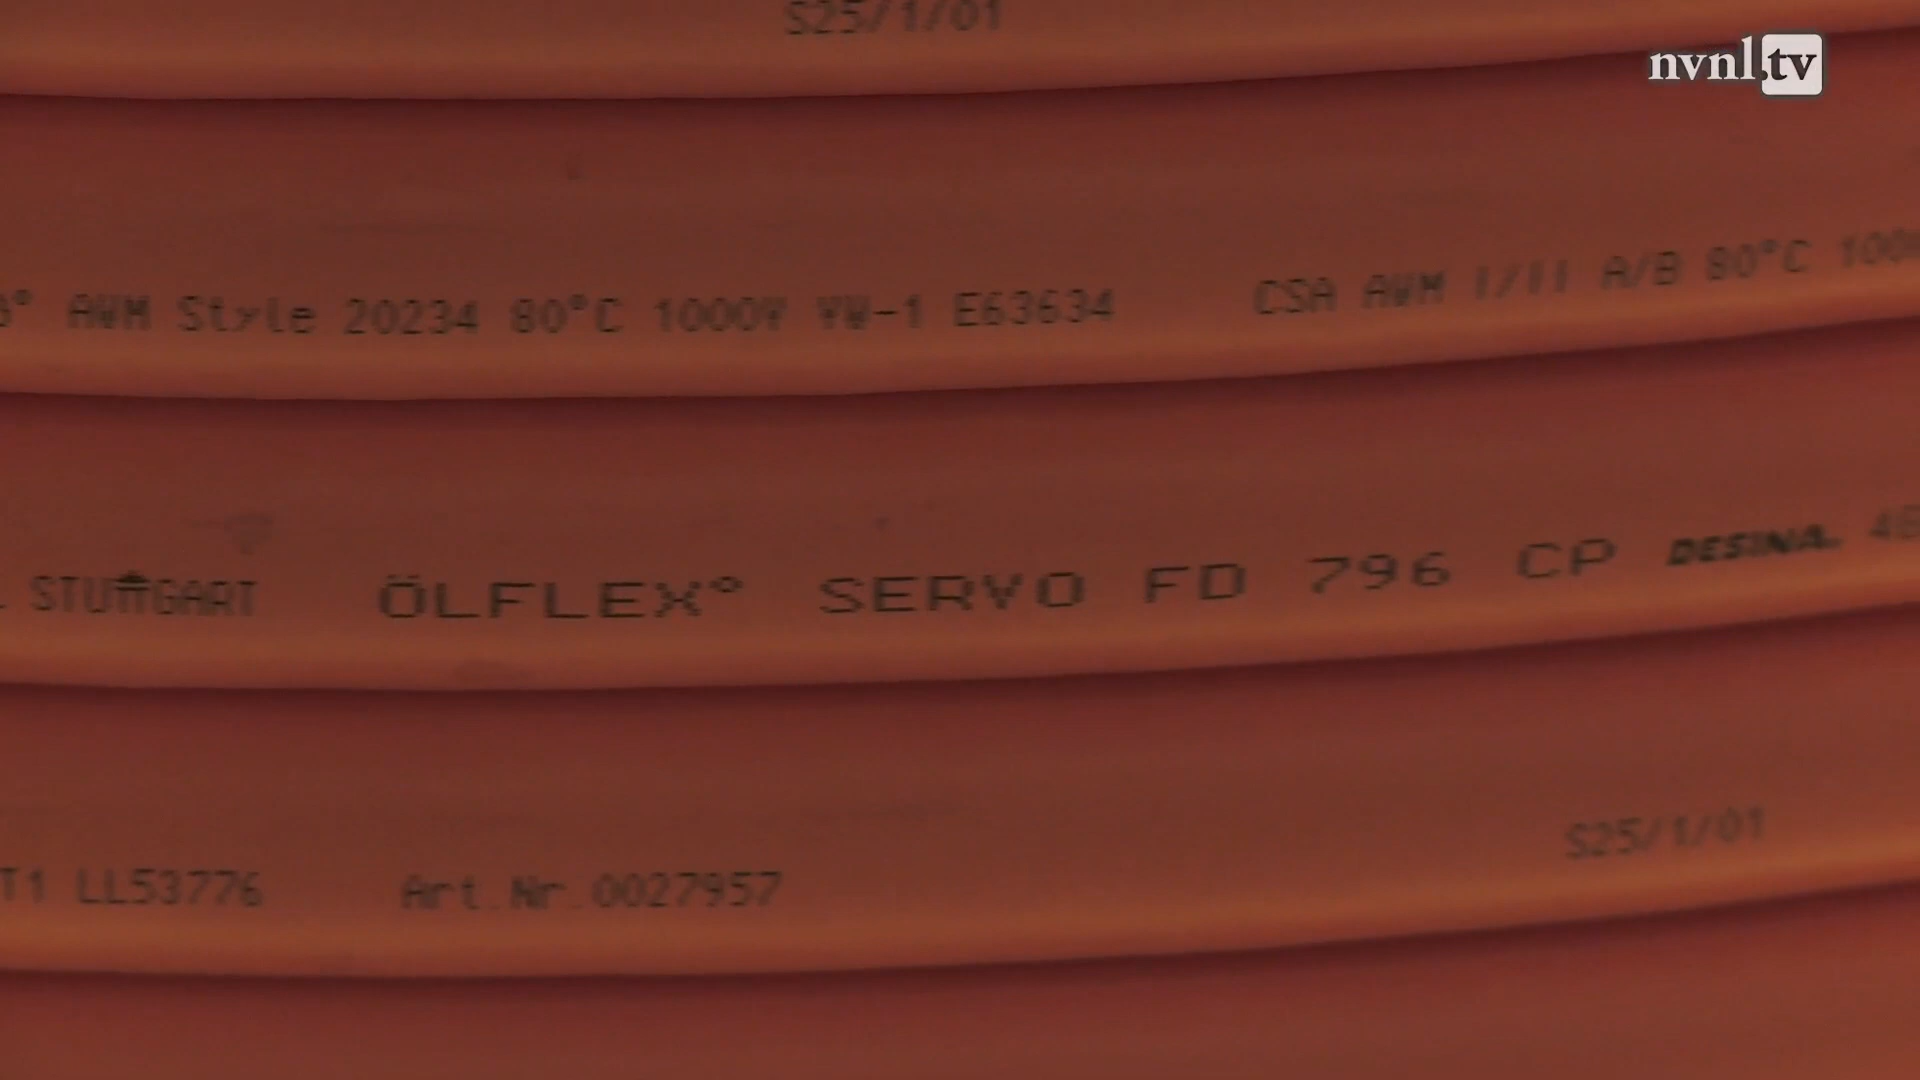 S25/1/01
nvnl.tv
AWM Style 20234 80°C 1000V VW-1 E63634 CSA AWM I/II A/B 80°C
STUTTGART ÖLFLEX® SERVO FD 796 CP DESINA.
LL53776 Art.Nr.0027957 S25/1/01